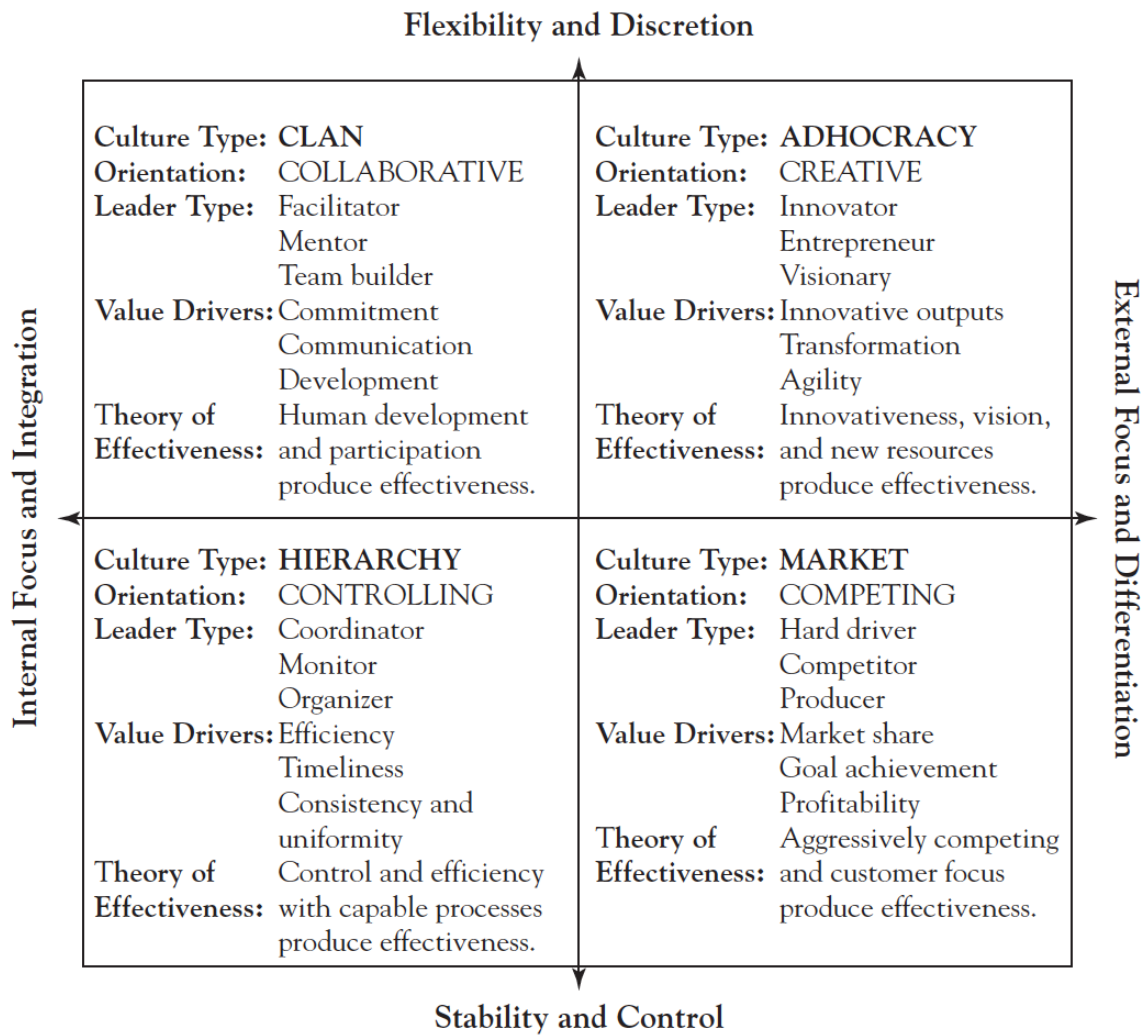 Flexibility and Discretion
Culture Type: CLAN
Orientation: COLLABORATIVE
Leader Type: Facilitator
Mentor
Team builder
Value Drivers: Commitment
Communication
Development
Theory of Human development
Effectiveness: and participation
produce effectiveness.
Culture Type: ADHOCRACY
Orientation: CREATIVE
Leader Type: Innovator
Entrepreneur
Visionary
Value Drivers: Innovative outputs
Transformation
Agility
Theory of Innovativeness, vision,
Effectiveness: and new resources
produce effectiveness.
Internal Focus and Integration
External Focus and Differentiation
Culture Type: HIERARCHY
Orientation: CONTROLLING
Leader Type: Coordinator
Monitor
Organizer
Value Drivers: Efficiency
Timeliness
Consistency and
uniformity
Theory of Control and efficiency
Effectiveness: with capable processes
produce effectiveness.
Culture Type: MARKET
Orientation: COMPETING
Leader Type: Hard driver
Competitor
Producer
Value Drivers: Market share
Goal achievement
Profitability
Theory of Aggressively competing
Effectiveness: and customer focus
produce effectiveness.
Stability and Control